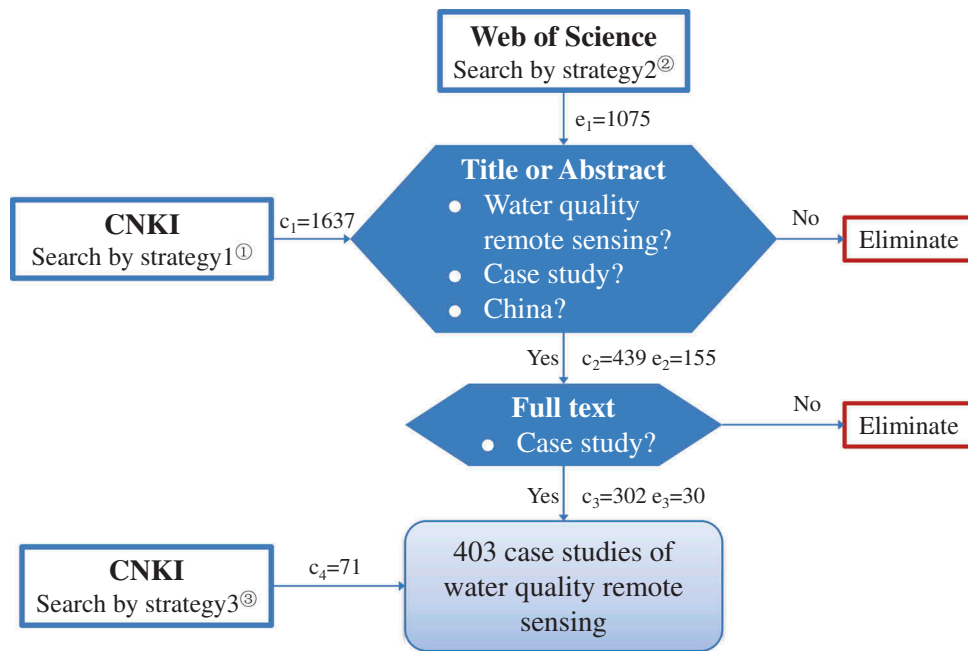 Web of Science
Search by strategy2②
e₁=1075
Title or Abstract
● Water quality
remote sensing?
● Case study?
● China?
CNKI
Search by strategy1①
c₁=1637
No
Eliminate
Yes c₂=439 e₂=155
Full text
● Case study?
No
Eliminate
Yes c₃=302 e₃=30
CNKI
Search by strategy3③
c₄=71
403 case studies of
water quality remote
sensing